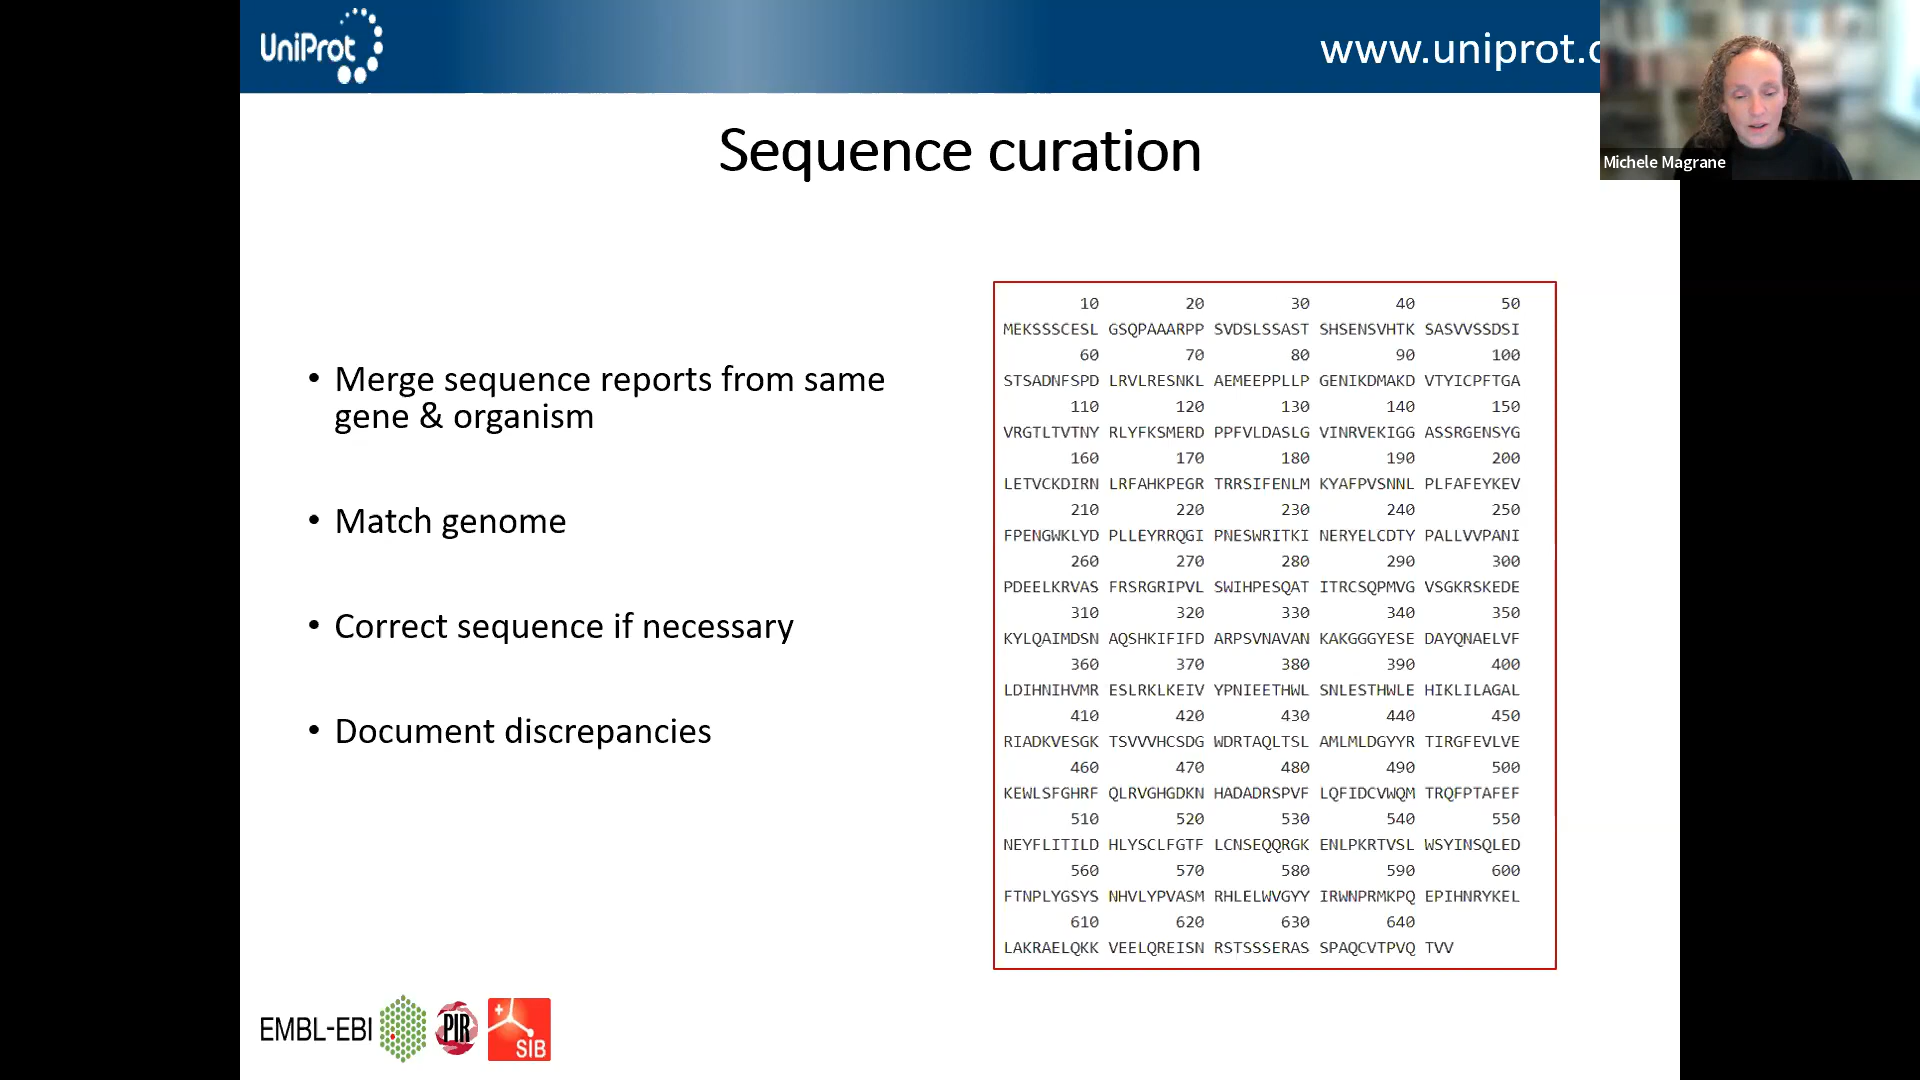 UniProt
www.uniprot.
Michele Magrane
Sequence curation
• Merge sequence reports from same
gene & organism
• Match genome
• Correct sequence if necessary
• Document discrepancies
10 20 30 40 50
MEKSSSCESL GSQPAAARPP SVDSLSSAST SHSENSVHTK SASVVSSDSI
60 70 80 90 100
STSADNFSPD LRVLRESNKL AEMEEPPLLP GENIKDMAKD VTYICPFTGA
110 120 130 140 150
VRGTLTVTNY RLYFKSMERD PPFVLDASLG VINRVEKIGG ASSRGENSYG
160 170 180 190 200
LETVCKDIRN LRFAHKPEGR TRRSIFENLM KYAFPVSNNL PLFAFEYKEV
210 220 230 240 250
FPENGWKLYD PLLEYRRQGI PNESWRITKI NERYELCDTY PALLVVPANI
260 270 280 290 300
PDEELKRVAS FRSRGRIPVL SWIHPESQAT ITRCSQPMVG VSGKRSKEDE
310 320 330 340 350
KYLQAIMDSN AQSHKIFIFD ARPSVNAVAN KAKGGGYESE DAYQNAELVF
360 370 380 390 400
LDIHNIHVMR ESLRKLKEIV YPNIEETHWL SNLESTHWLE HIKLILAGAL
410 420 430 440 450
RIADKVESGK TSVVVHCSDG WDRTAQLTSL AMLMLDGYYR TIRGFEVLVE
460 470 480 490 500
KEWLSFGHRF QLRVGHGDKN HADADRSPVF LQFIDCVWQM TRQFPTAFEF
510 520 530 540 550
NEYFLITILD HLYSCLFGTF LCNSEQQRGK ENLPKRTVSL WSYINSQLED
560 570 580 590 600
FTNPLYGSYS NHVLYPVASM RHLELWVGYY IRWNPRMKPQ EPIHNRYKEL
610 620 630 640
LAKRAELQKK VEELQREISN RSTSSSERAS SPAQCVTPVQ TVV
EMBL-EBI PIR SIB